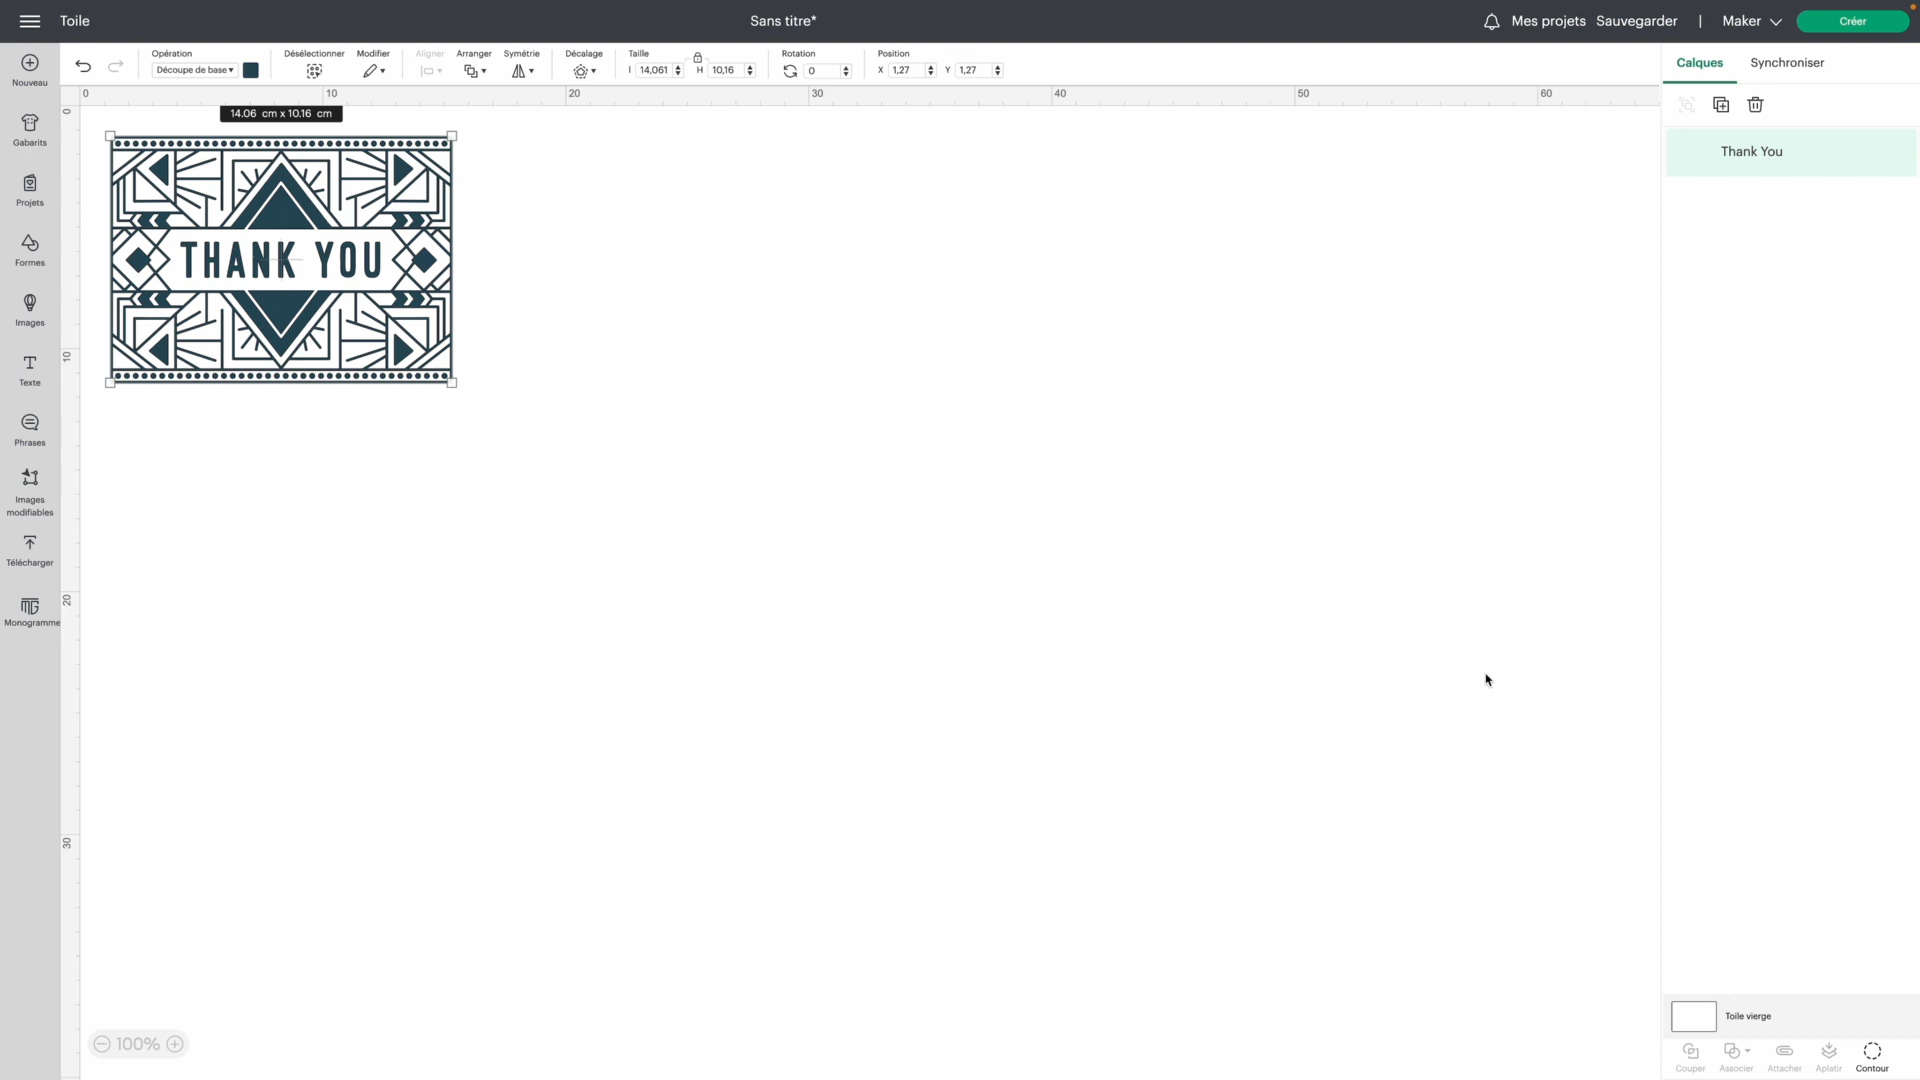 Toile
Sans titre*
Mes projets Sauvegarder | Maker Créer
Opération
Découpe de base
Désélectionner
Modifier
Aligner
Arranger
Symétrie
Décalage
Taille
l 14,061 H 10,16
Rotation
0
Position
X 1,27 Y 1,27
Calques Synchroniser
Nouveau
Gabarits
Projets
Formes
Images
Texte
Phrases
Images
modifiables
Télécharger
Monogramme
0 10 20 30 40 50 60
0
10
20
30
14.06 cm x 10.16 cm
THANK YOU
Thank You
100%
Toile vierge
Couper Associer Attacher Aplatir Contour